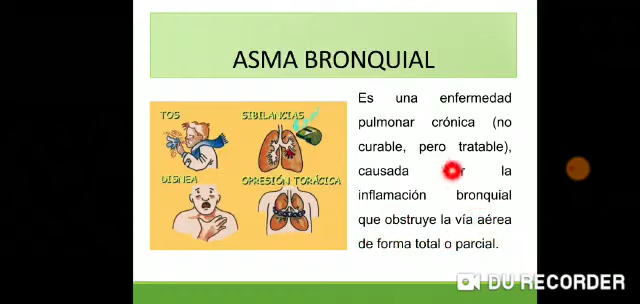 ASMA BRONQUIAL
TOS
SIBILANCIAS
DISNEA
OPRESIÓN TORÁCICA
Es una enfermedad
pulmonar crónica (no
curable, pero tratable),
causada la
inflamación bronquial
que obstruye la vía aérea
de forma total o parcial.
DU RECORDER